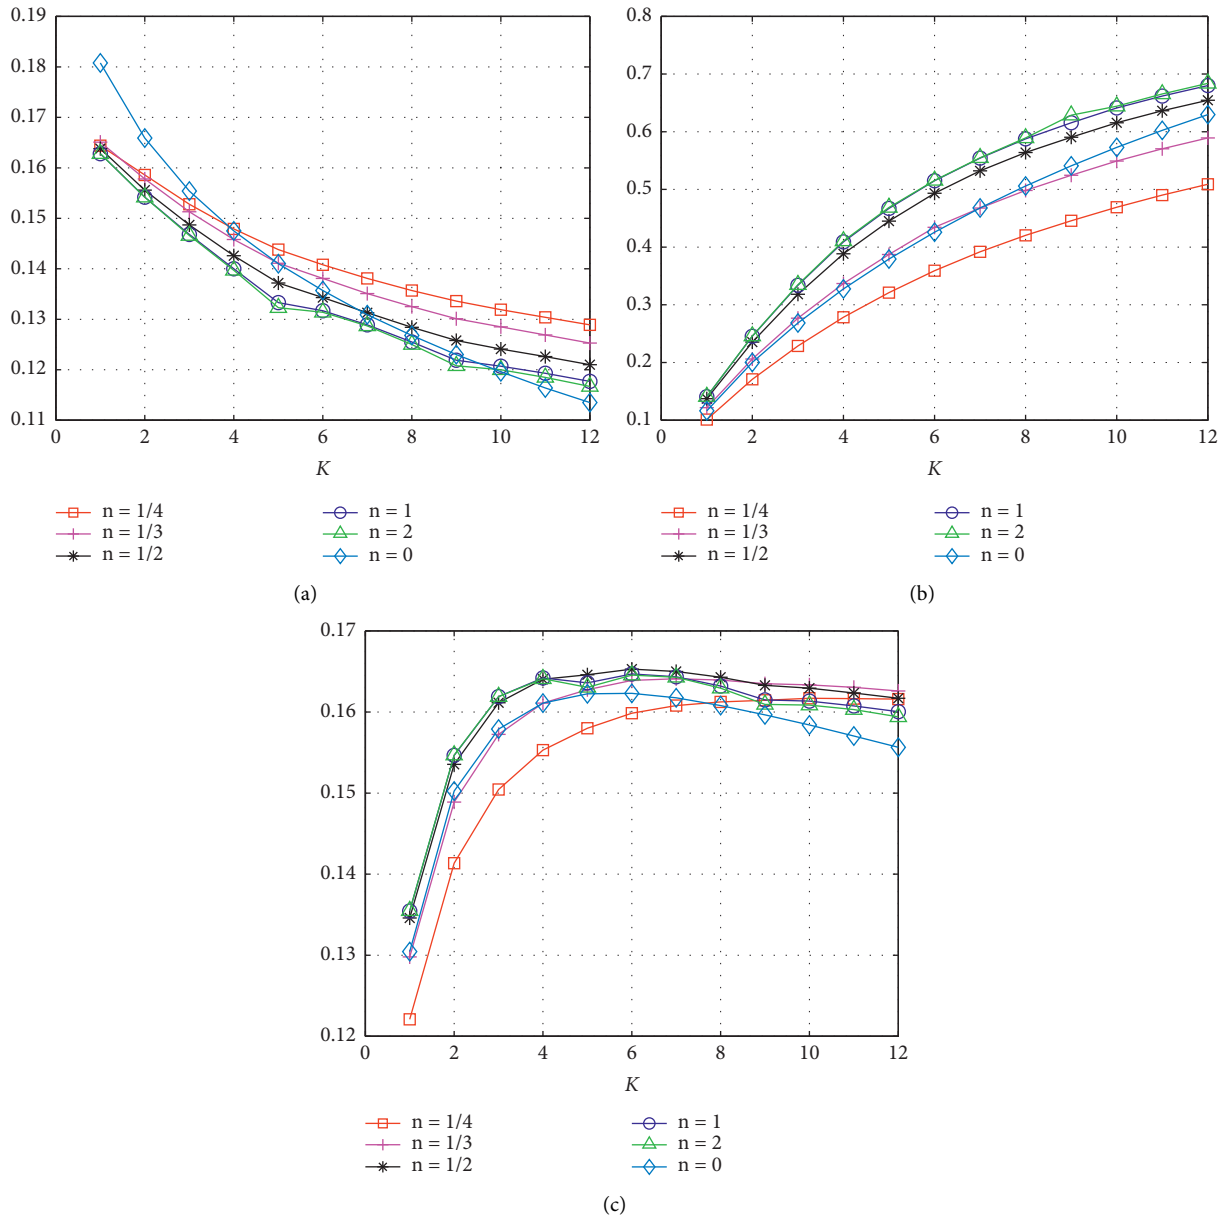 0.19
0.18
0.17
0.16
0.15
0.14
0.13
0.12
0.11
0 2 4 6 8 10 12
K
n = 1/4
n = 1/3
n = 1/2
n = 1
n = 2
n = 0
(a)
0.8
0.7
0.6
0.5
0.4
0.3
0.2
0.1
0 2 4 6 8 10 12
K
n = 1/4
n = 1/3
n = 1/2
n = 1
n = 2
n = 0
(b)
0.17
0.16
0.15
0.14
0.13
0.12
0 2 4 6 8 10 12
K
n = 1/4
n = 1/3
n = 1/2
n = 1
n = 2
n = 0
(c)